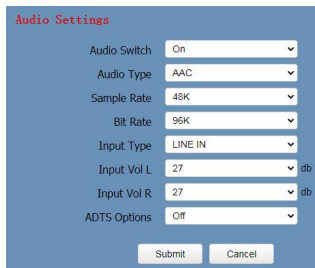 Audio Settings
Audio Switch On
Audio Type AAC
Sample Rate 48K
Bit Rate 96K
Input Type LINE IN
Input Vol L 27 db
Input Vol R 27 db
ADTS Options Off
Submit Cancel